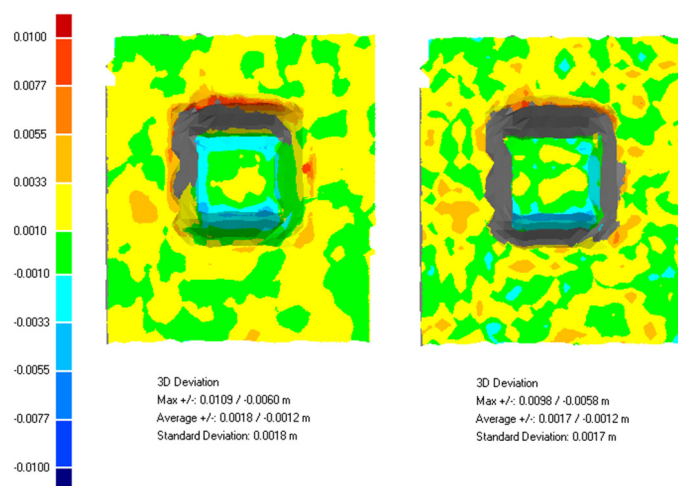 0.0100
0.0077
0.0055
0.0033
0.0010
-0.0010
-0.0033
-0.0055
-0.0077
-0.0100
3D Deviation
Max +/-: 0.0109 / -0.0060 m
Average +/-: 0.0018 / -0.0012 m
Standard Deviation: 0.0018 m
3D Deviation
Max +/-: 0.0098 / -0.0058 m
Average +/-: 0.0017 / -0.0012 m
Standard Deviation: 0.0017 m